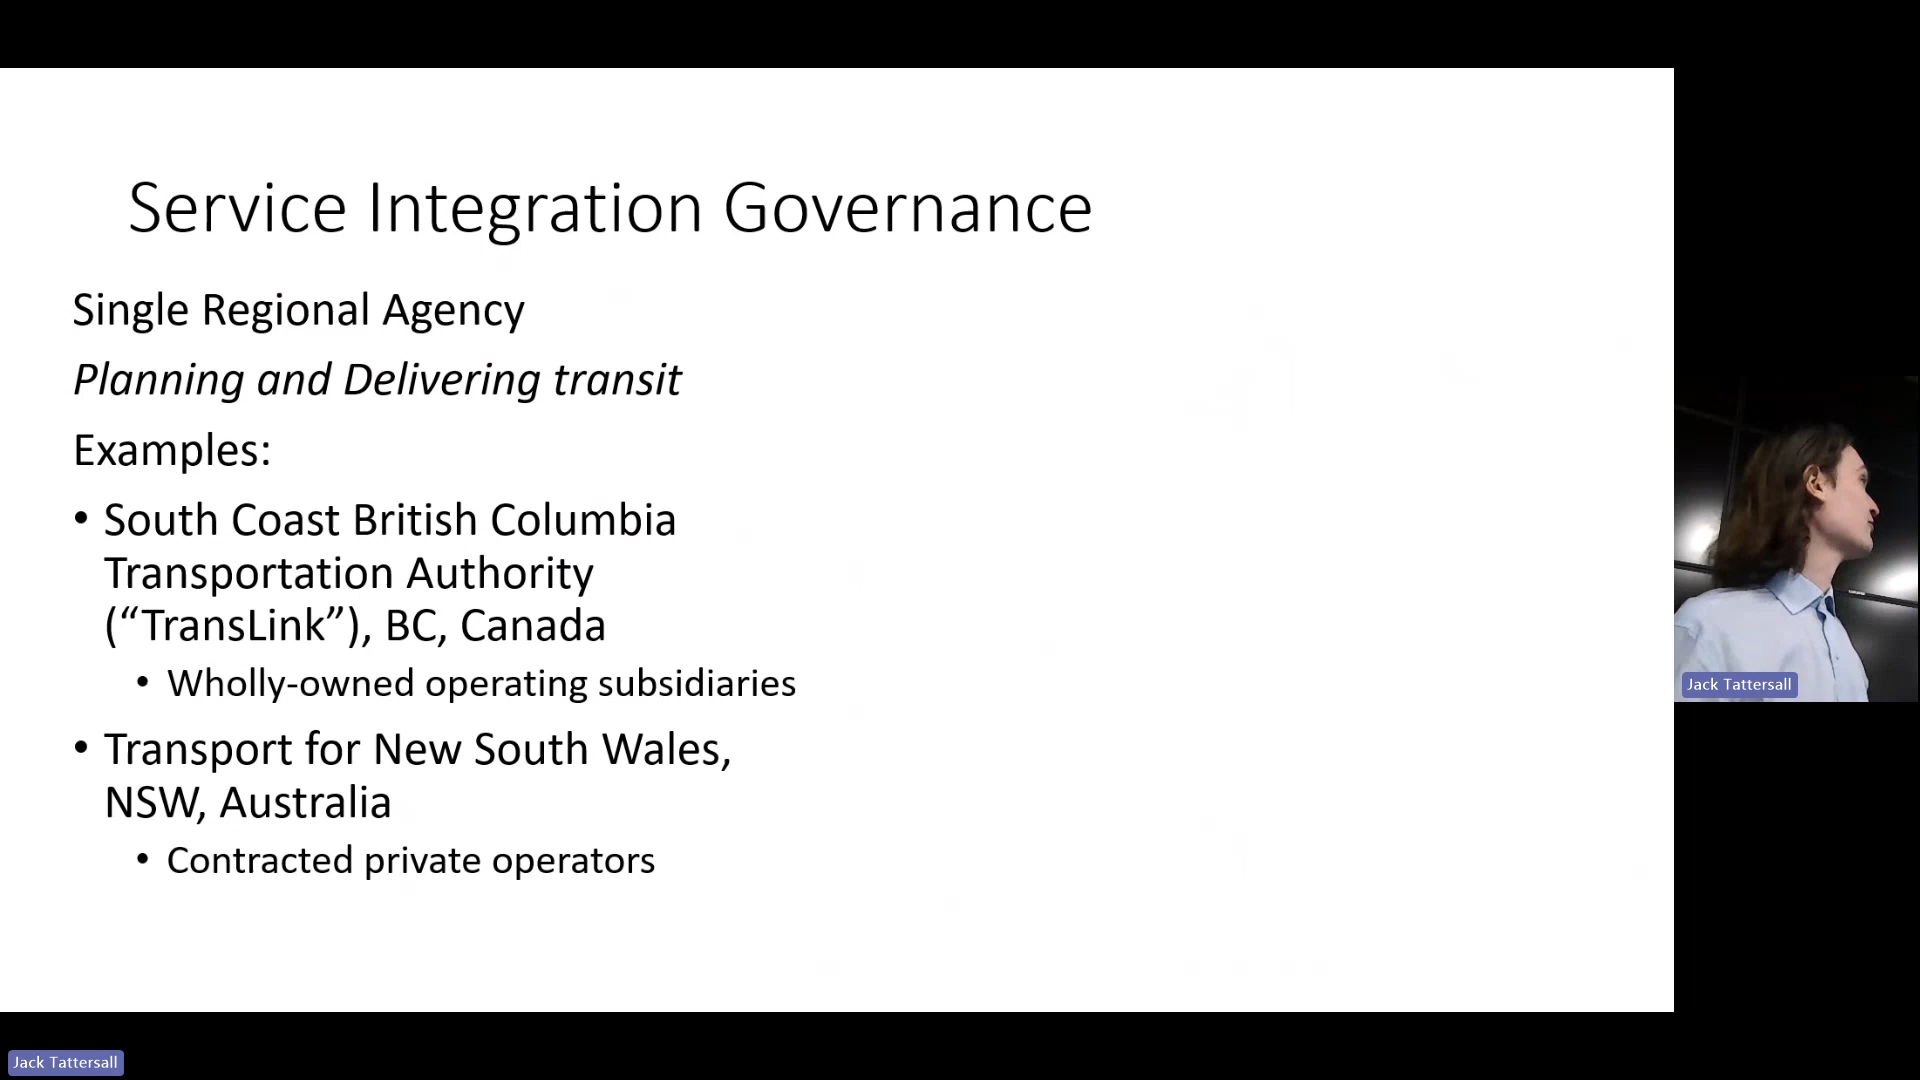 Service Integration Governance
Single Regional Agency
Planning and Delivering transit
Examples:
• South Coast British Columbia
Transportation Authority
(“TransLink”), BC, Canada
• Wholly-owned operating subsidiaries
• Transport for New South Wales,
NSW, Australia
• Contracted private operators
Jack Tattersall
Jack Tattersall